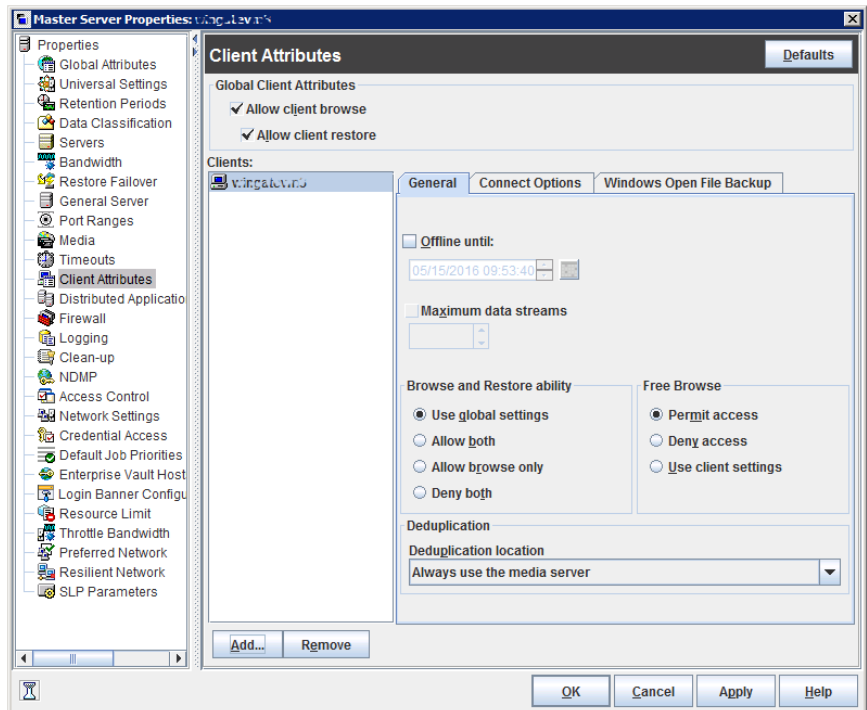 Master Server Properties:
Properties
Global Attributes
Universal Settings
Retention Periods
Data Classification
Servers
Bandwidth
Restore Failover
General Server
Port Ranges
Media
Timeouts
Client Attributes
Distributed Applicatio
Firewall
Logging
Clean-up
NDMP
Access Control
Network Settings
Credential Access
Default Job Priorities
Enterprise Vault Host
Login Banner Configu
Resource Limit
Throttle Bandwidth
Preferred Network
Resilient Network
SLP Parameters
Client Attributes
Defaults
Global Client Attributes
Allow client browse
Allow client restore
Clients:
General Connect Options Windows Open File Backup
Offline until:
05/15/2016 09:53:40
Maximum data streams
Browse and Restore ability
Use global settings
Allow both
Allow browse only
Deny both
Free Browse
Permit access
Deny access
Use client settings
Deduplication
Deduplication location
Always use the media server
Add... Remove
OK Cancel Apply Help